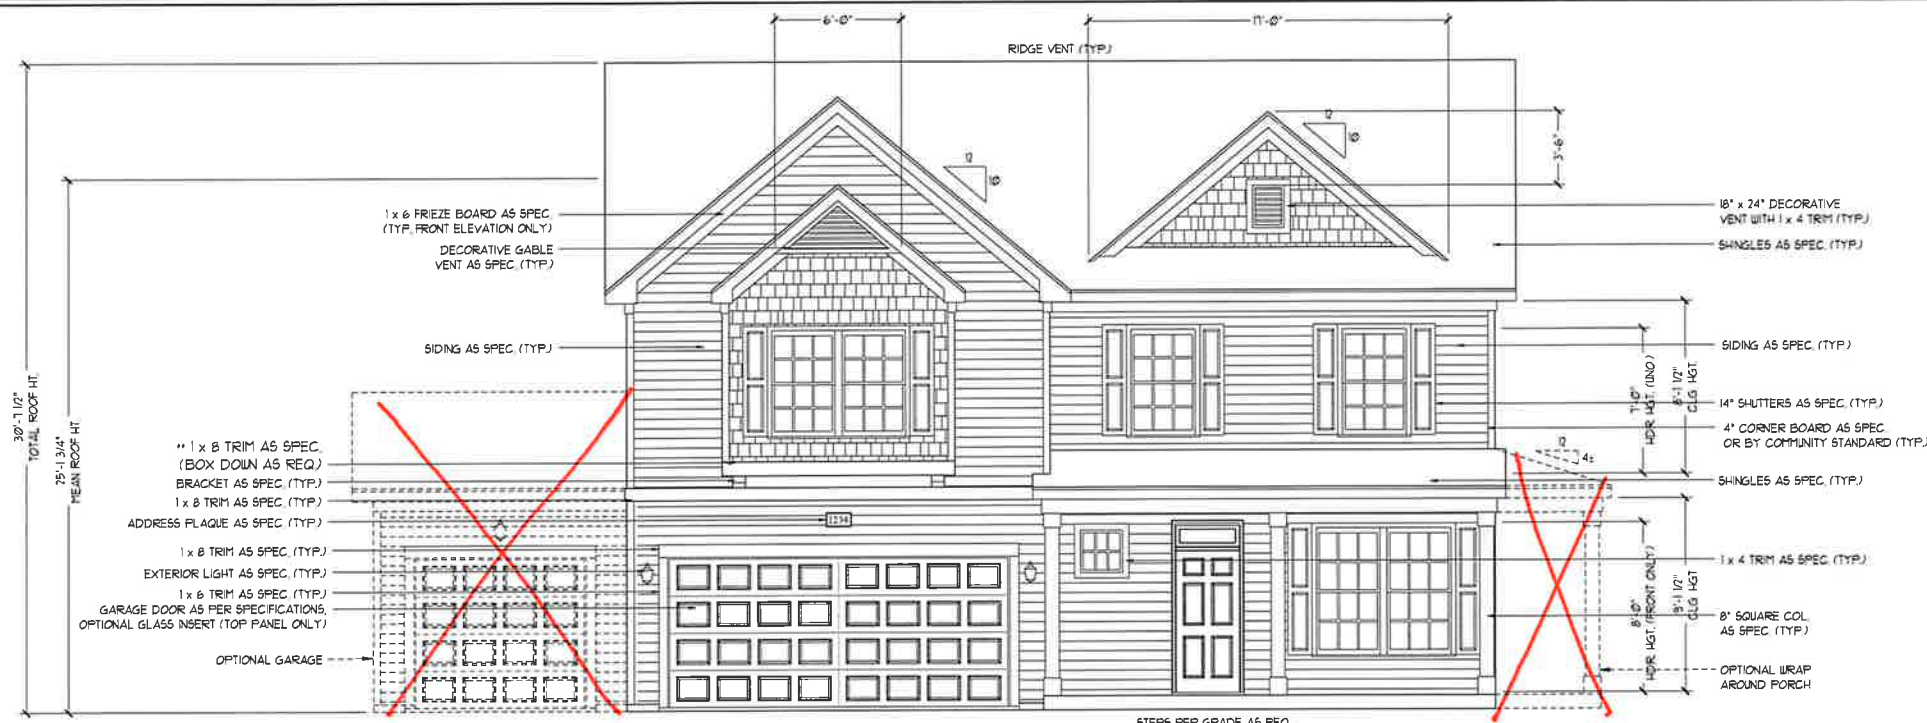 6'-0"
17'-0"
RIDGE VENT (TYP.)
12
10
12
10
3'-6"
30'-7 1/2"
TOTAL ROOF HT.
25'-1 3/4"
MEAN ROOF HT.
1 x 6 FRIEZE BOARD AS SPEC.
(TYP. FRONT ELEVATION ONLY)
DECORATIVE GABLE
VENT AS SPEC. (TYP.)
SIDING AS SPEC. (TYP.)
1 x 8 TRIM AS SPEC.
(BOX DOWN AS REQ.)
BRACKET AS SPEC. (TYP.)
1 x 8 TRIM AS SPEC. (TYP.)
ADDRESS PLAQUE AS SPEC. (TYP.)
1234
1 x 8 TRIM AS SPEC. (TYP.)
EXTERIOR LIGHT AS SPEC. (TYP.)
1 x 6 TRIM AS SPEC. (TYP.)
GARAGE DOOR AS PER SPECIFICATIONS,
OPTIONAL GLASS INSERT (TOP PANEL ONLY)
OPTIONAL GARAGE
18" x 24" DECORATIVE
VENT WITH 1 x 4 TRIM (TYP.)
SHINGLES AS SPEC. (TYP.)
SIDING AS SPEC. (TYP.)
7'-0"
HDR. HGT. (UNO.)
8'-1 1/2"
CLG. HGT.
14" SHUTTERS AS SPEC. (TYP.)
4" CORNER BOARD AS SPEC.
OR BY COMMUNITY STANDARD (TYP.)
12
4±
SHINGLES AS SPEC. (TYP.)
1 x 4 TRIM AS SPEC. (TYP.)
8'-0"
HDR. HGT. (FRONT ONLY)
9'-1 1/2"
CLG. HGT
8" SQUARE COL.
AS SPEC. (TYP.)
OPTIONAL WRAP
AROUND PORCH
STEPS PER GRADE AS REQ.